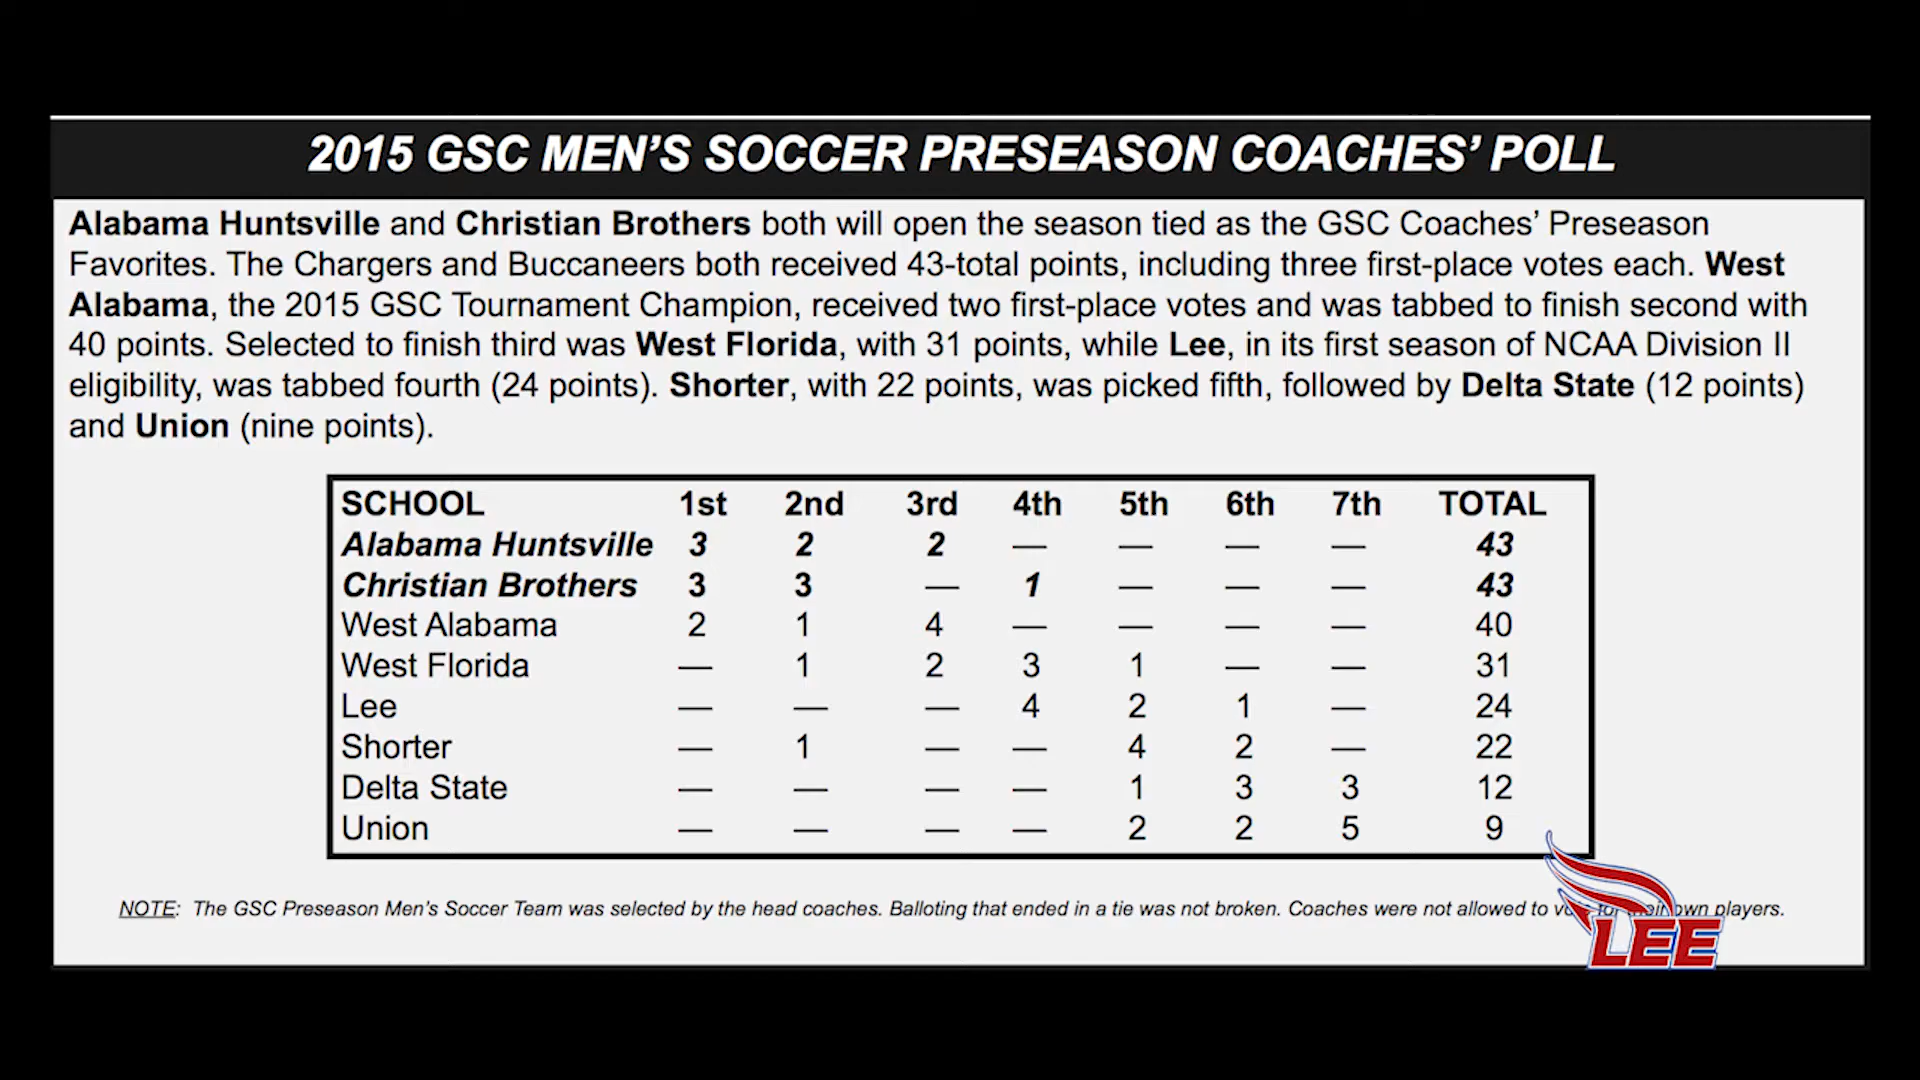 2015 GSC MEN’S SOCCER PRESEASON COACHES’ POLL
Alabama Huntsville and Christian Brothers both will open the season tied as the GSC Coaches’ Preseason
Favorites. The Chargers and Buccaneers both received 43-total points, including three first-place votes each. West
Alabama, the 2015 GSC Tournament Champion, received two first-place votes and was tabbed to finish second with
40 points. Selected to finish third was West Florida, with 31 points, while Lee, in its first season of NCAA Division II
eligibility, was tabbed fourth (24 points). Shorter, with 22 points, was picked fifth, followed by Delta State (12 points)
and Union (nine points).
SCHOOL 1st 2nd 3rd 4th 5th 6th 7th TOTAL
Alabama Huntsville 3 2 2 — — — — 43
Christian Brothers 3 3 — 1 — — — 43
West Alabama 2 1 4 — — — — 40
West Florida — 1 2 3 1 — — 31
Lee — — — 4 2 1 — 24
Shorter — 1 — — 4 2 — 22
Delta State — — — — 1 3 3 12
Union — — — — 2 2 5 9
NOTE: The GSC Preseason Men’s Soccer Team was selected by the head coaches. Balloting that ended in a tie was not broken. Coaches were not allowed to own players.
LEE